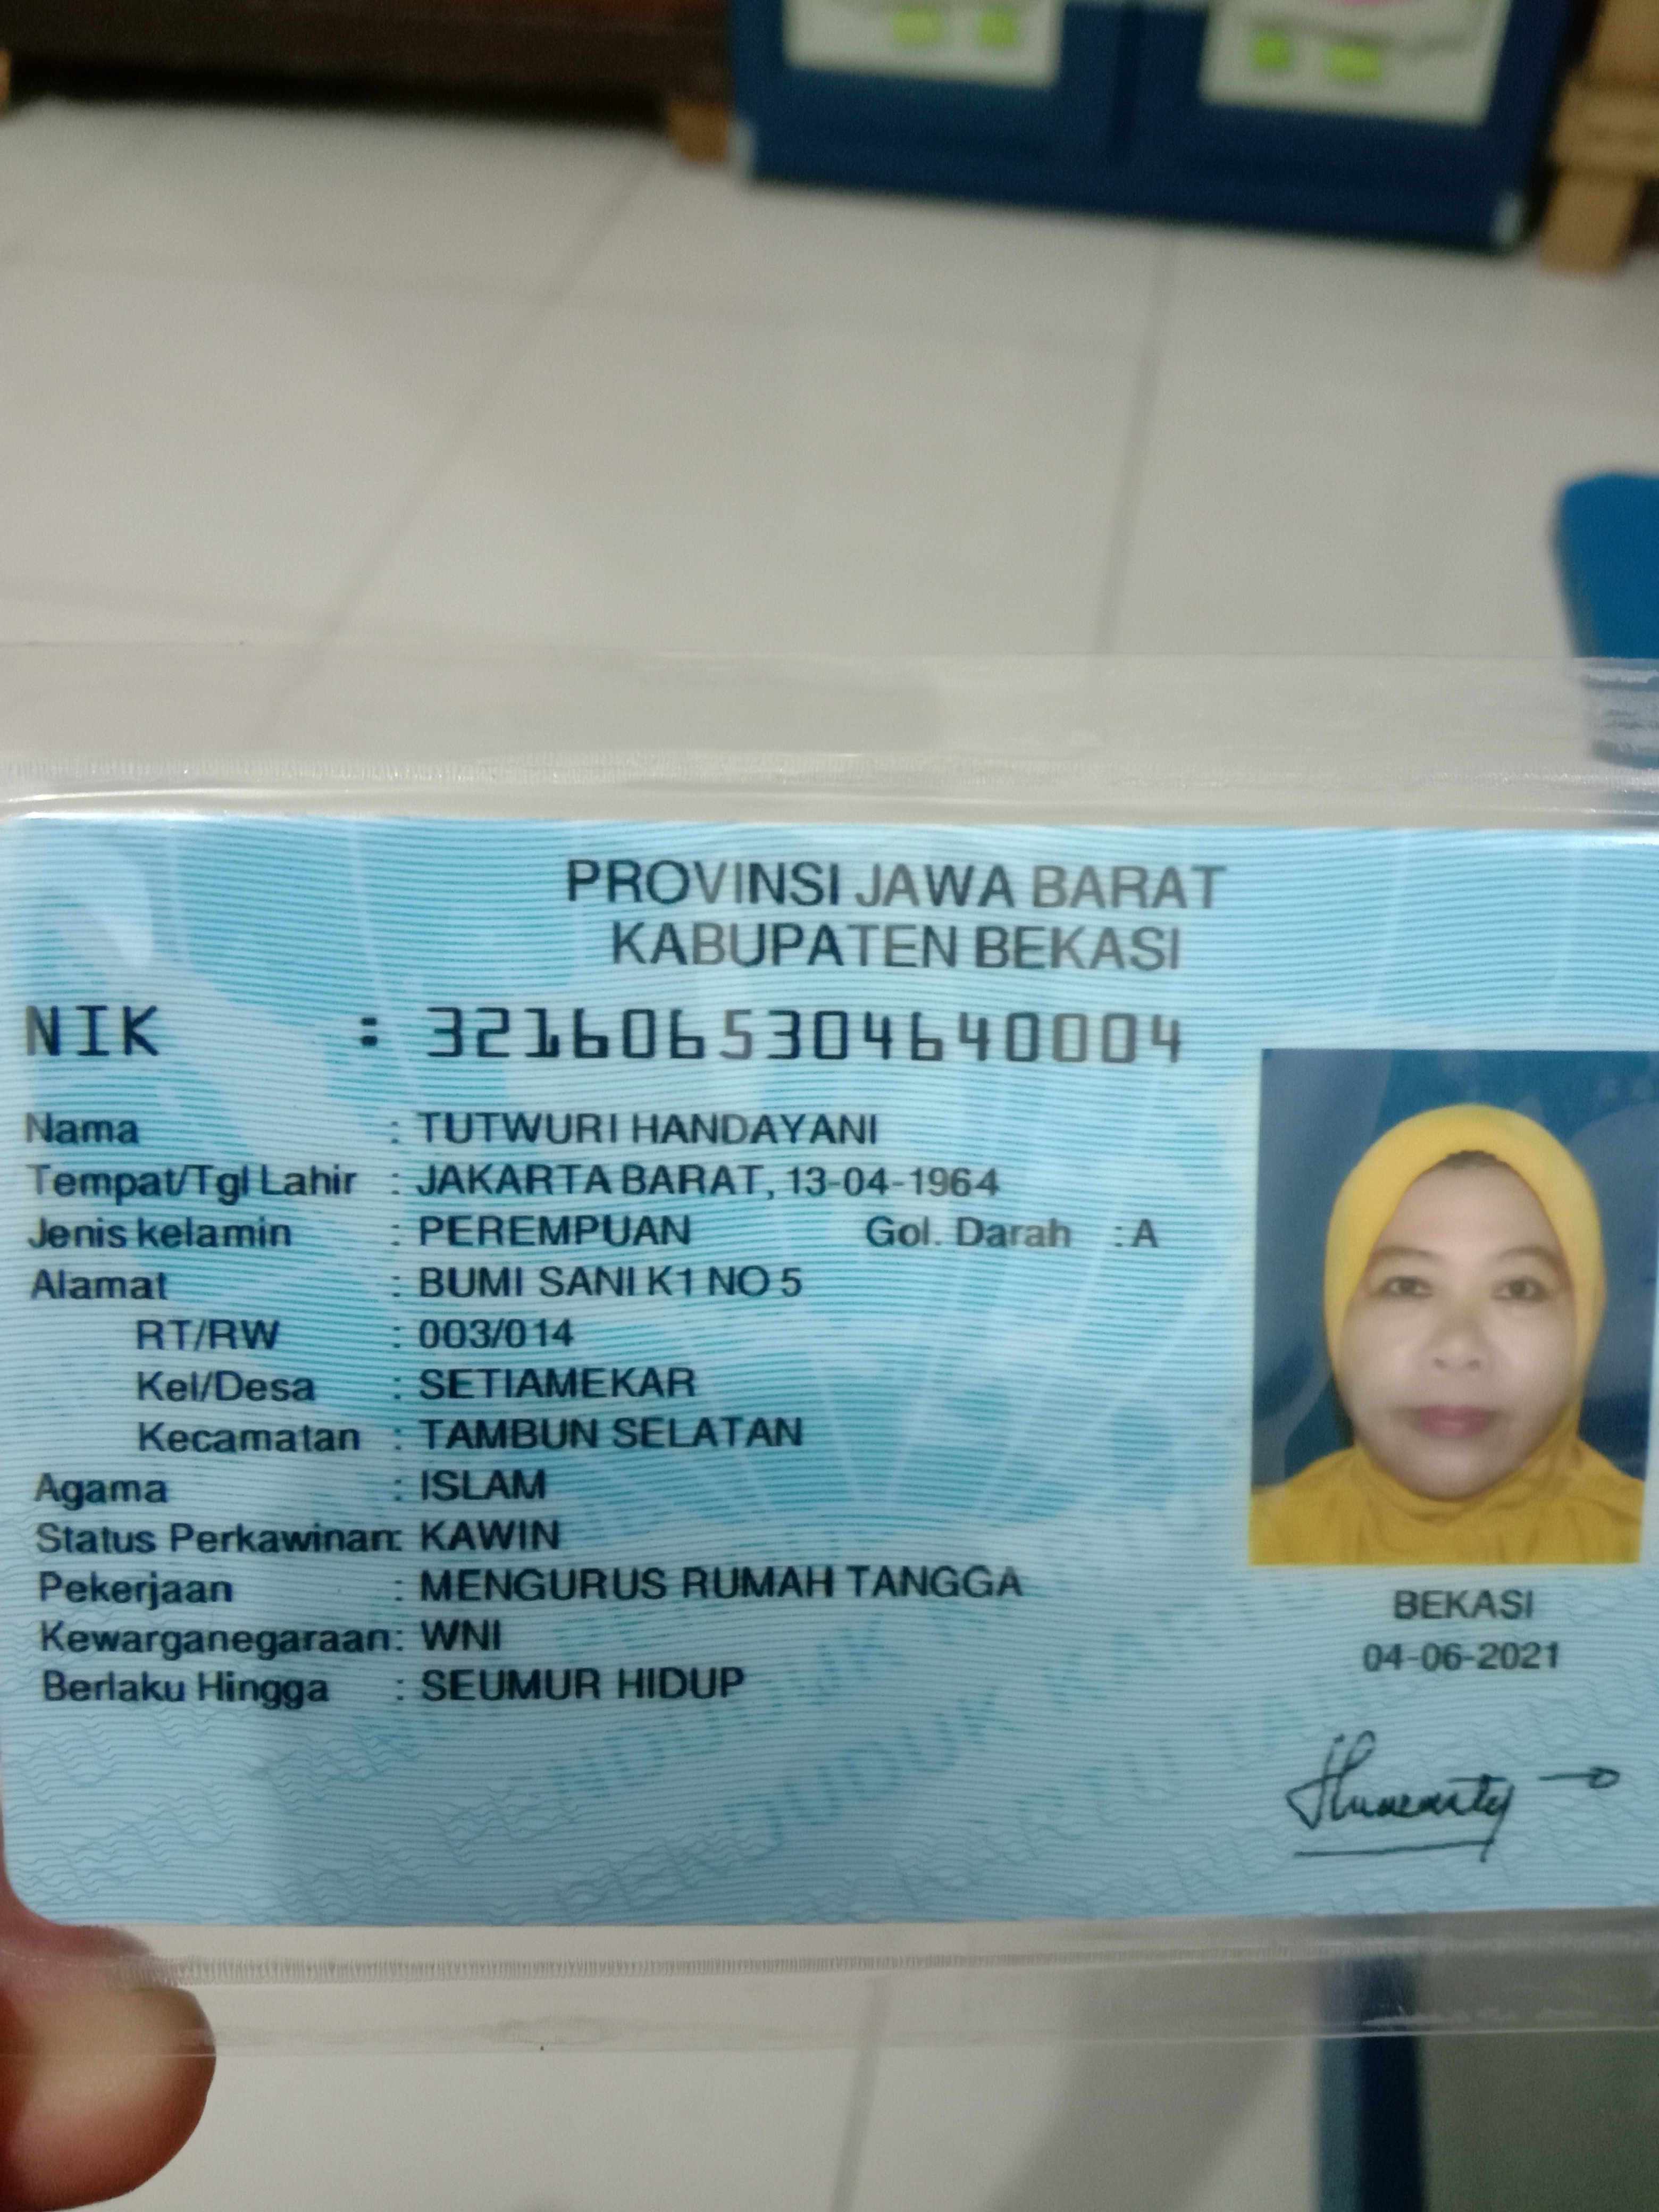 PROVINSI JAWA BARAT
KABUPATEN BEKASI
NIK : 3216065304640004
Nama : TUTWURI HANDAYANI
Tempat/Tgl Lahir : JAKARTA BARAT, 13-04-1964
Jenis kelamin : PEREMPUAN Gol. Darah : A
Alamat : BUMI SANI K1 NO 5
RT/RW : 003/014
Kel/Desa : SETIAMEKAR
Kecamatan : TAMBUN SELATAN
Agama : ISLAM
Status Perkawinan: KAWIN
Pekerjaan : MENGURUS RUMAH TANGGA
Kewarganegaraan: WNI
Berlaku Hingga : SEUMUR HIDUP
BEKASI
04-06-2021